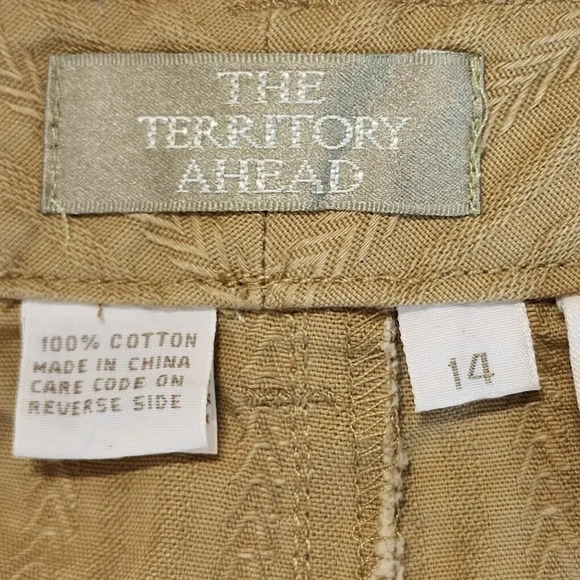 THE
TERRITORY
AHEAD
100% COTTON
MADE IN CHINA
CARE CODE ON
REVERSE SIDE
14